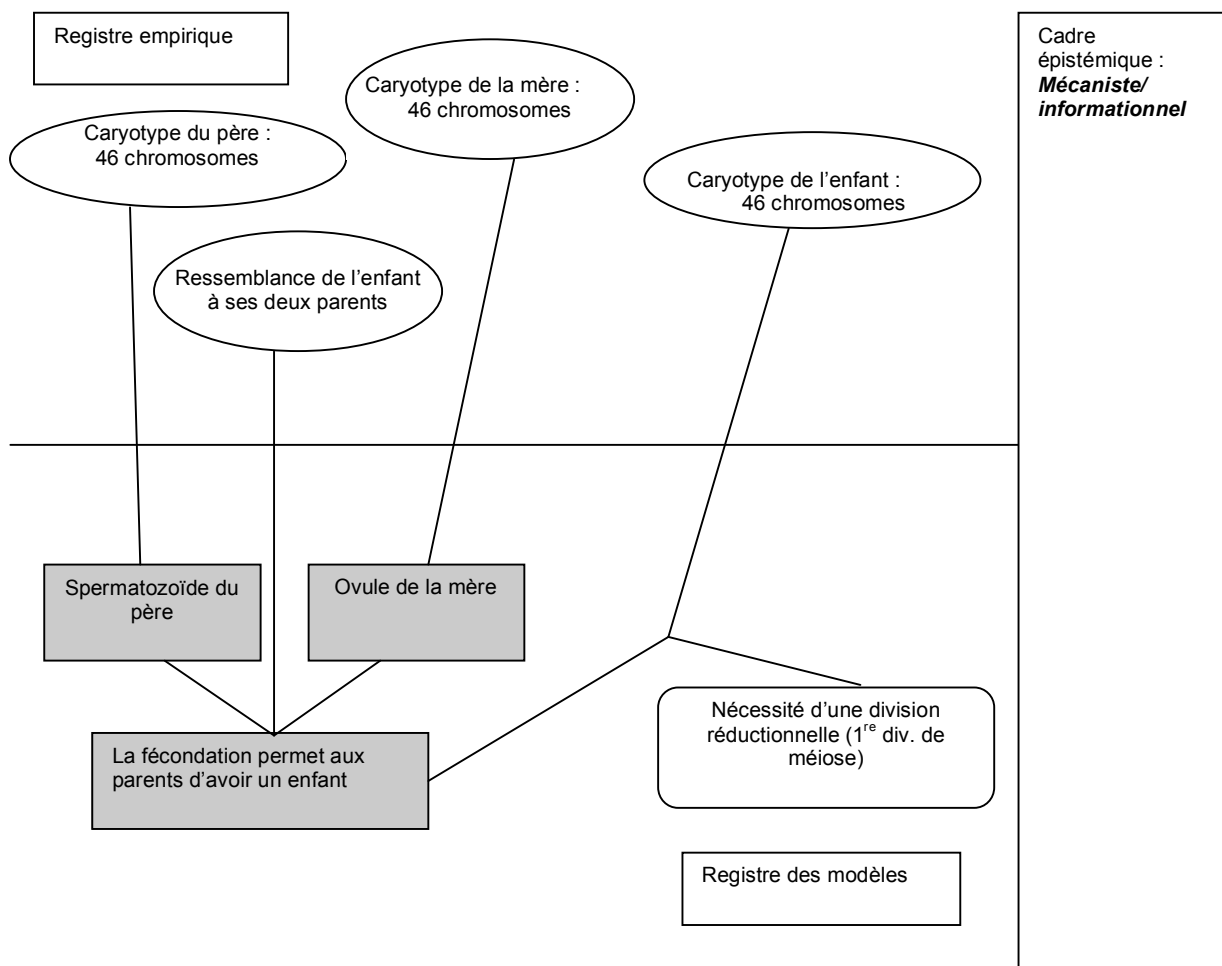 Registre empirique
Cadre
épistémique :
Mécaniste/
informationnel
Caryotype de la mère :
46 chromosomes
Caryotype du père :
46 chromosomes
Caryotype de l’enfant :
46 chromosomes
Ressemblance de l’enfant
à ses deux parents
Spermatozoïde du
père
Ovule de la mère
Nécessité d’une division
réductionnelle (1re div. de
méiose)
La fécondation permet aux
parents d’avoir un enfant
Registre des modèles